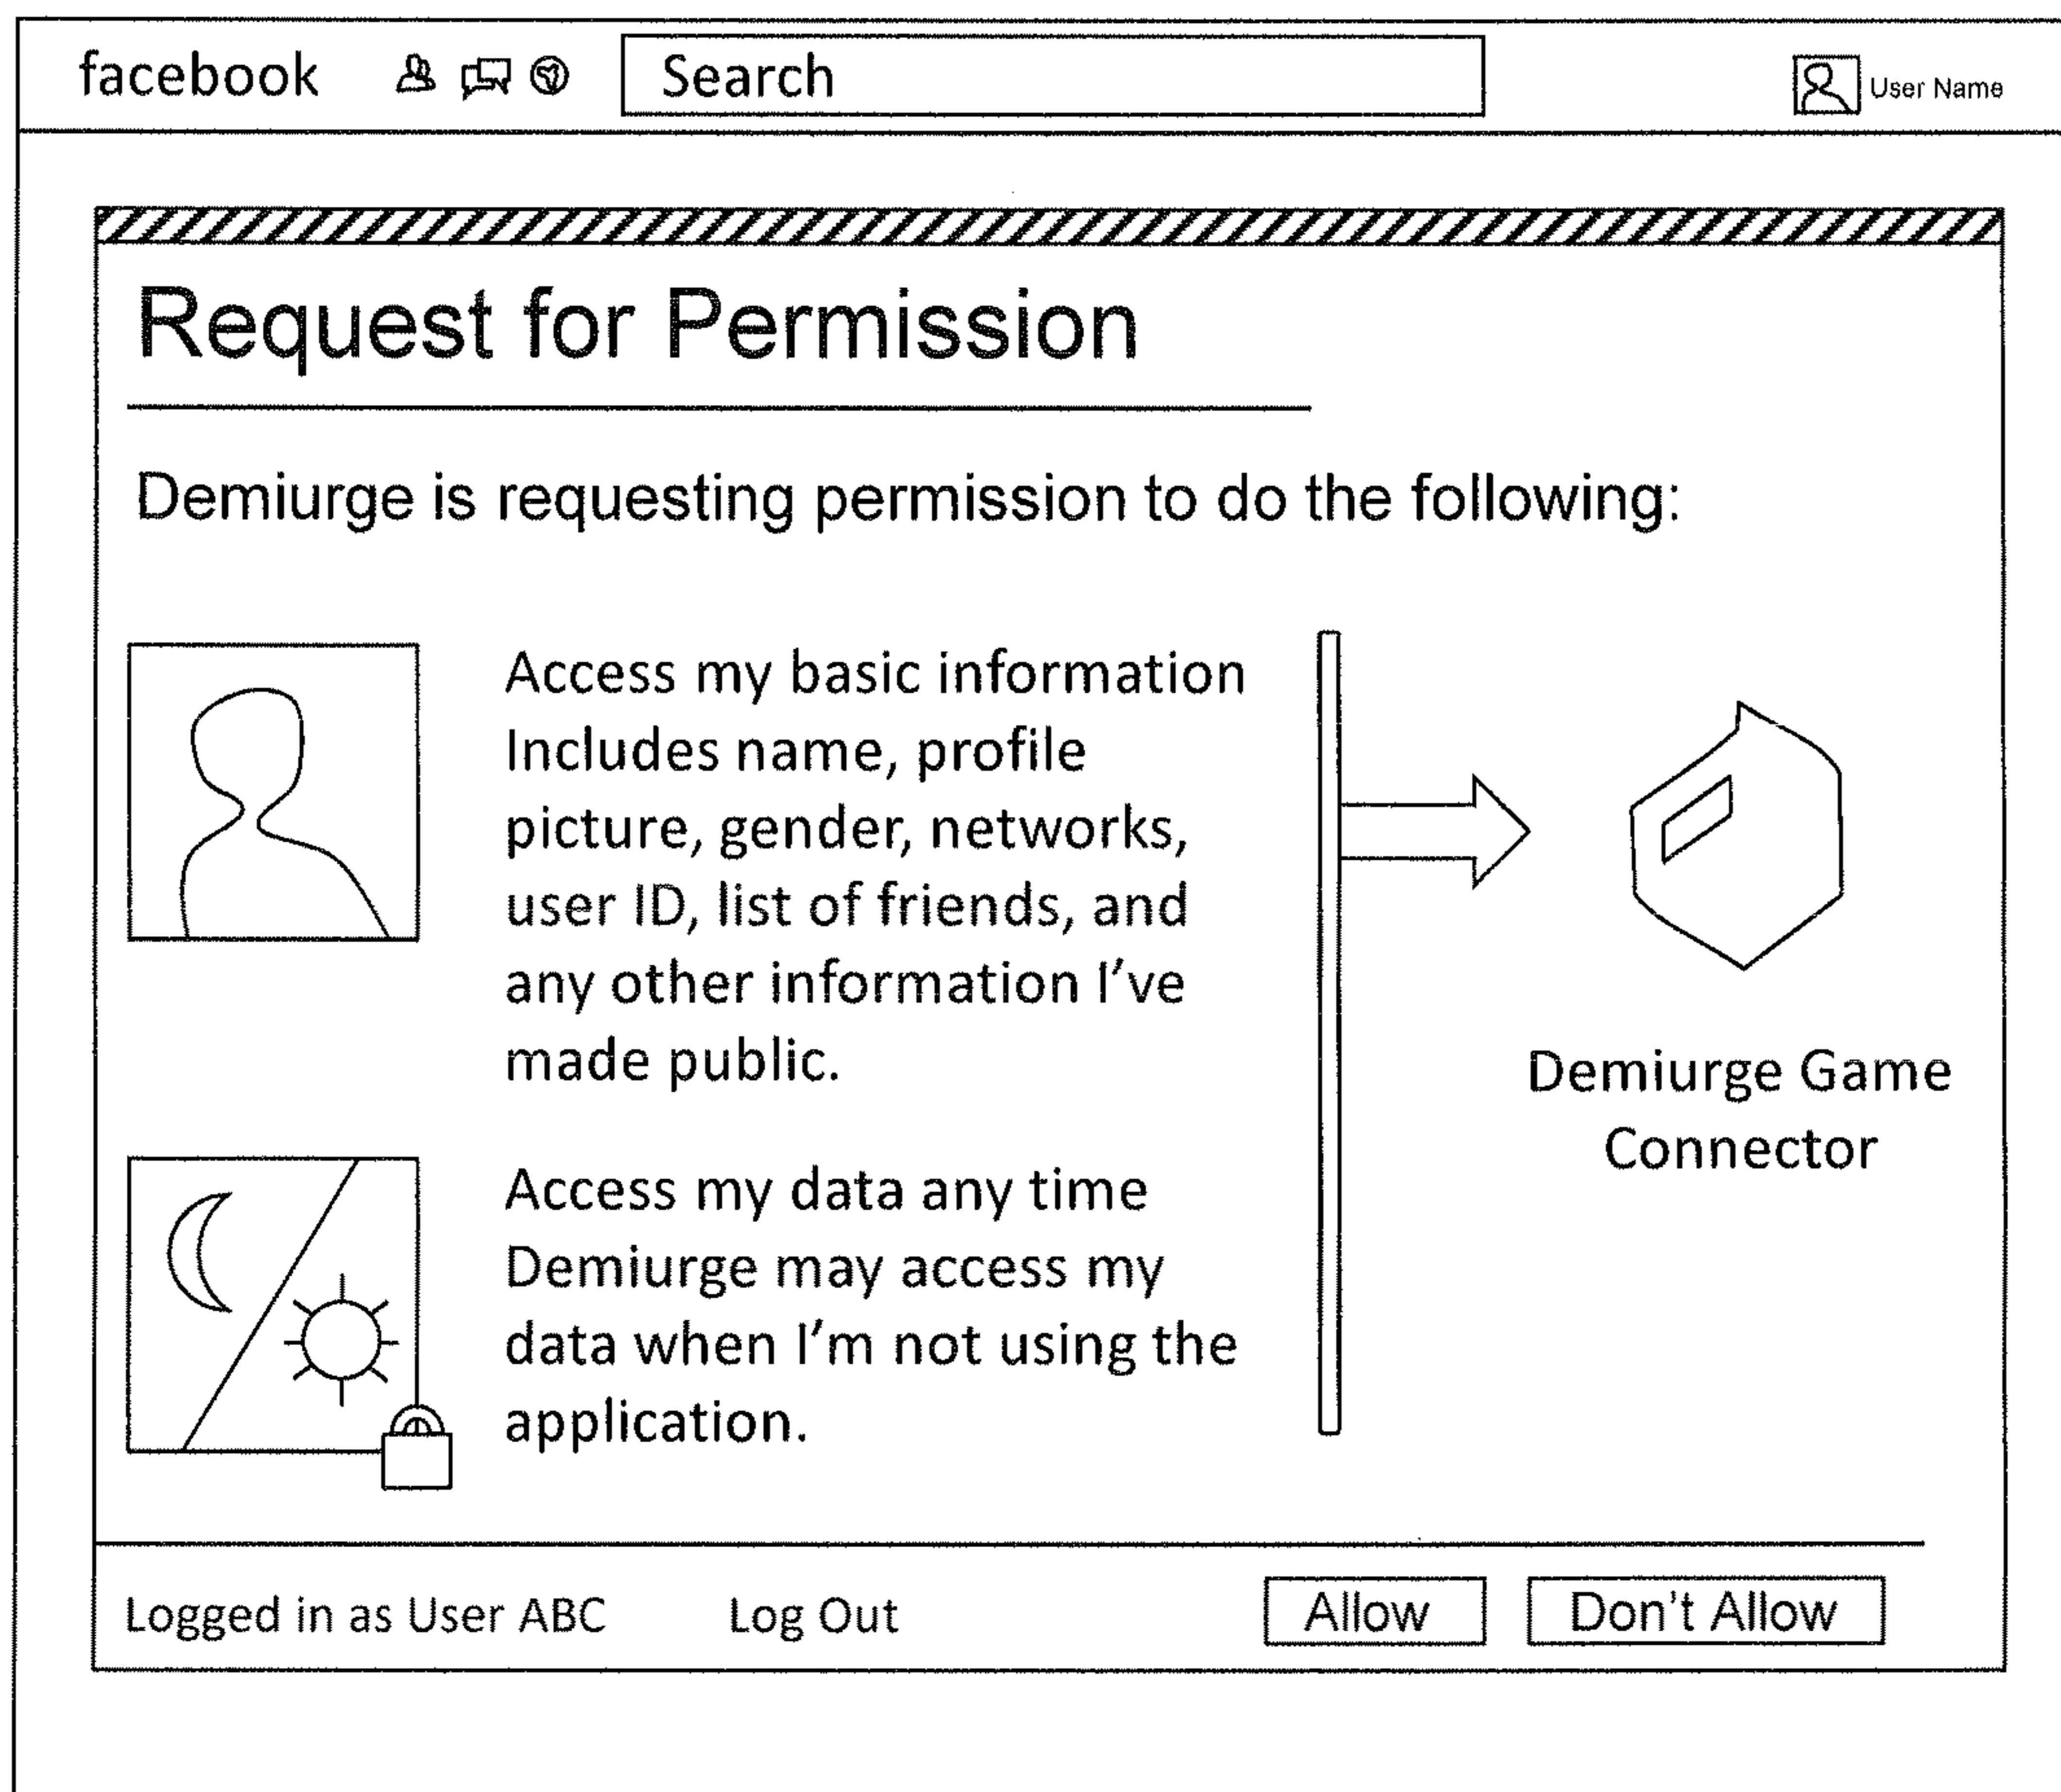 facebook
Search
User Name
Request for Permission
Demiurge is requesting permission to do the following:
Access my basic information
Includes name, profile
picture, gender, networks,
user ID, list of friends, and
any other information I've
made public.
Demiurge Game
Connector
Access my data any time
Demiurge may access my
data when I'm not using the
application.
Logged in as User ABC
Log Out
Allow
Don't Allow